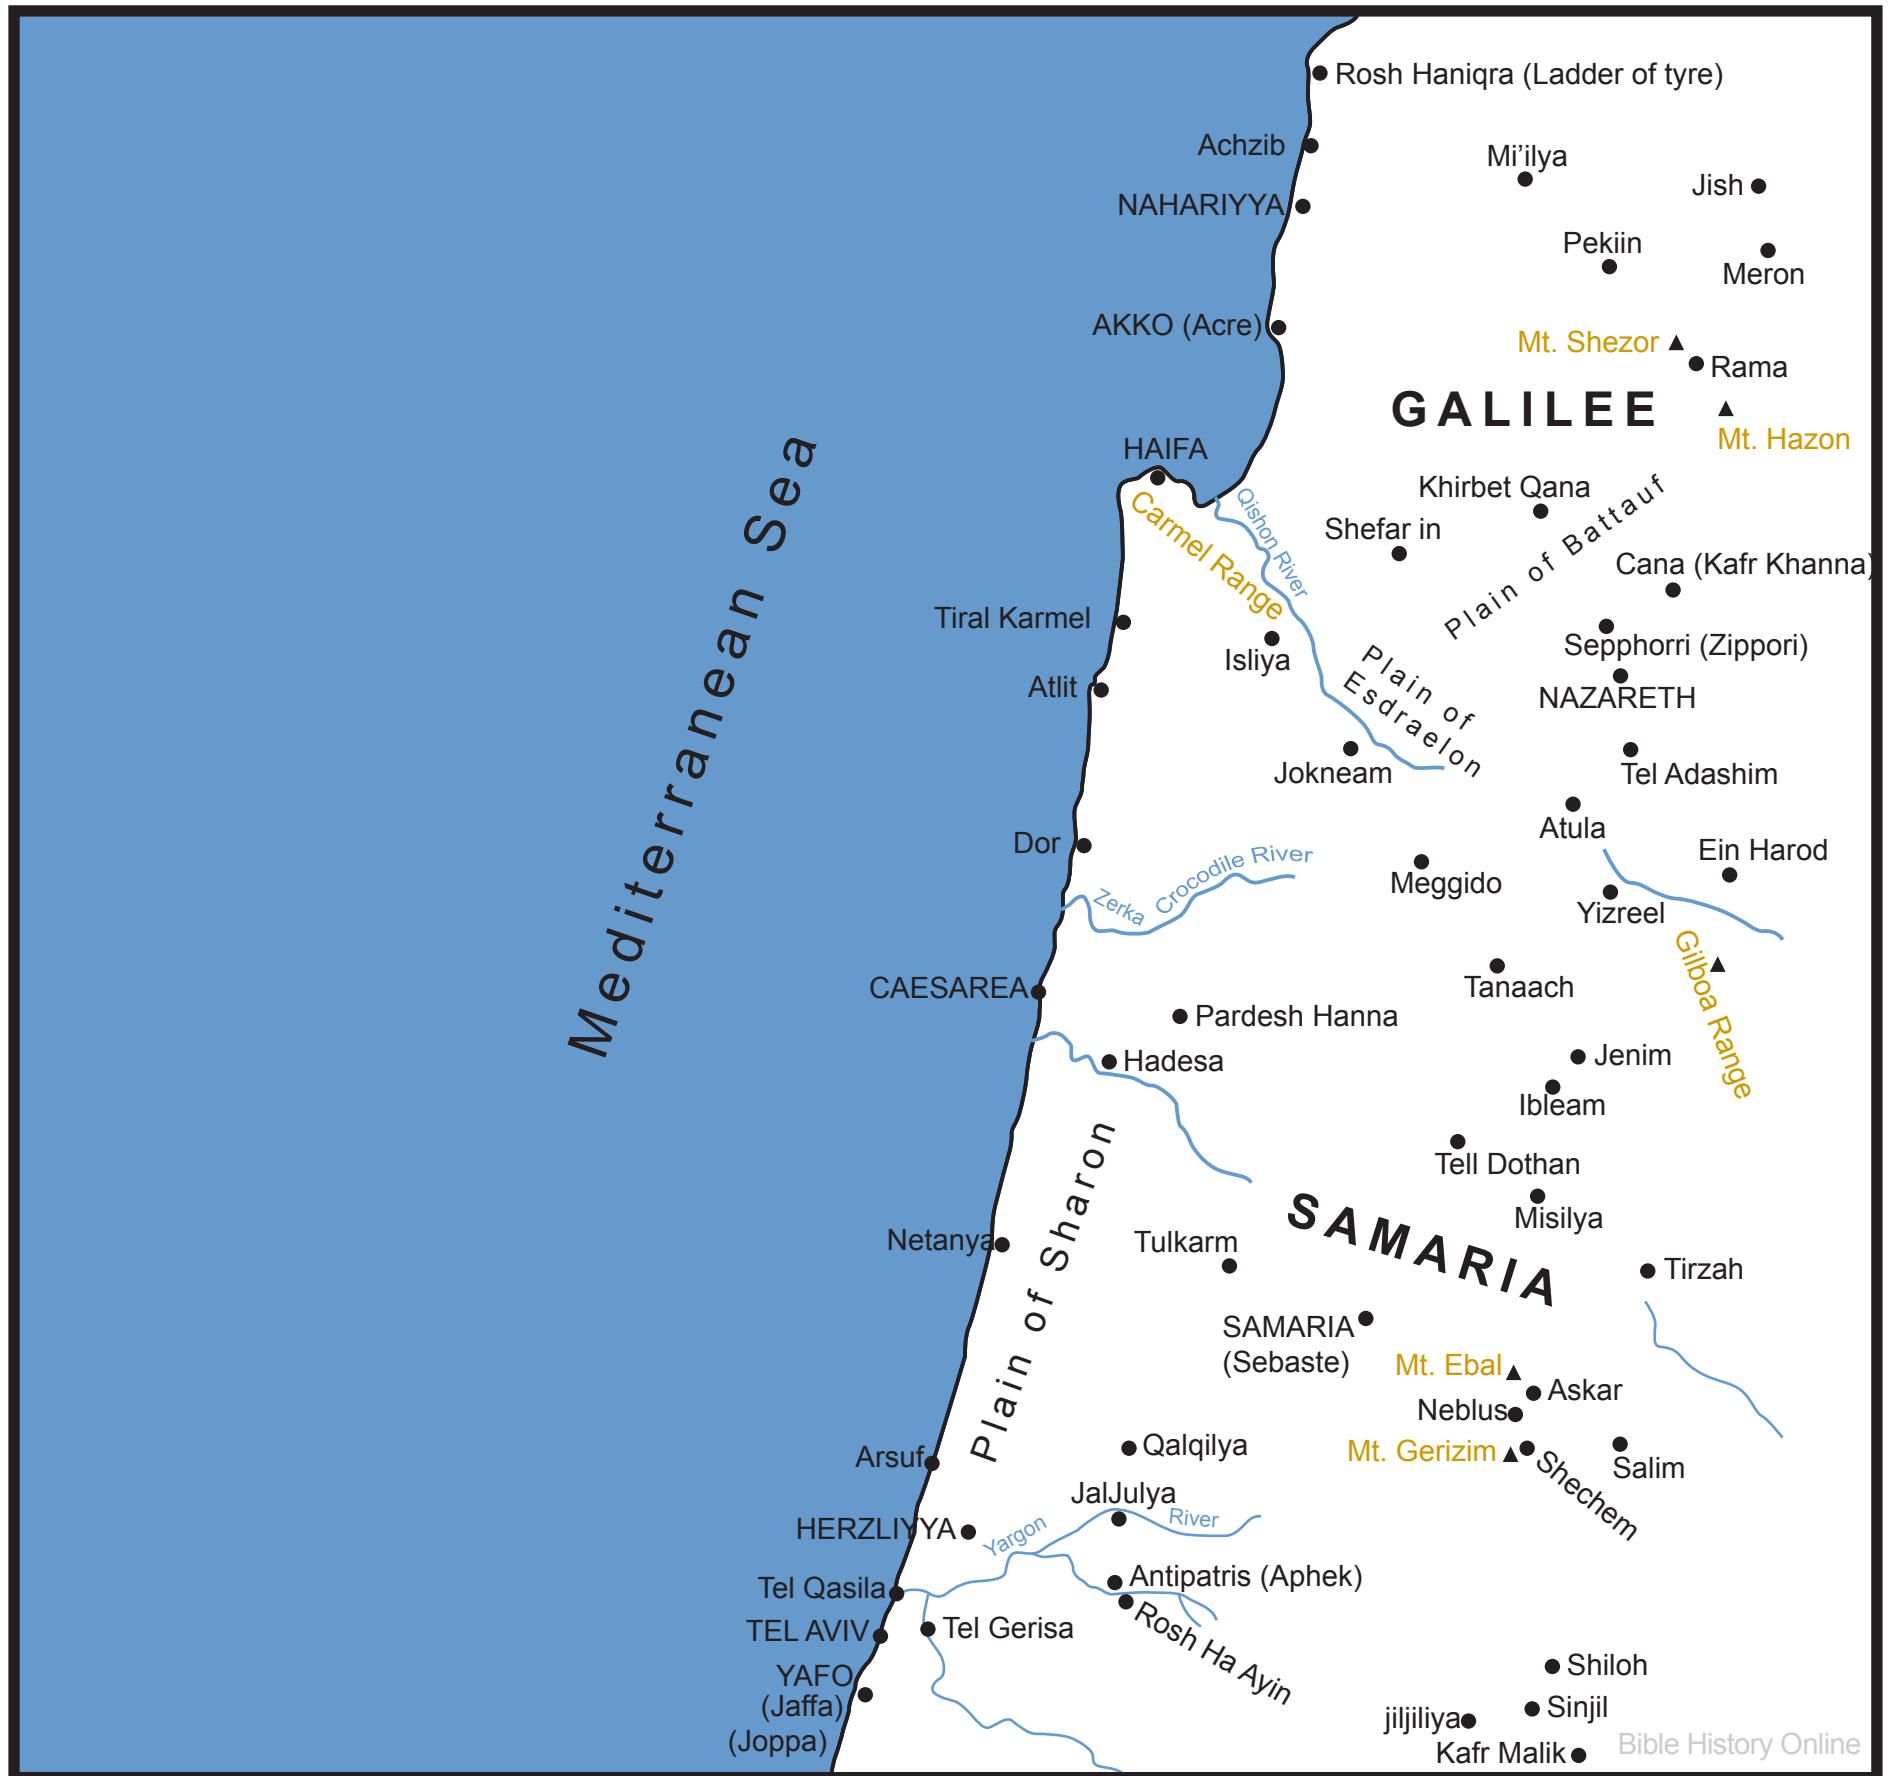 Rosh Haniqra (Ladder of tyre)
Achzib
Mi’ilya
Jish
NAHARIYYA
Pekiin
Meron
AKKO (Acre)
Mt. Shezor
Rama
GALILEE
Mt. Hazon
HAIFA
Khirbet Qana
Plain of Battauf
Carmel Range
Qishon River
Shefar in
Cana (Kafr Khanna)
Tiral Karmel
Isliya
Sepphorri (Zippori)
Plain of
Esdraelon
Atlit
NAZARETH
Jokneam
Tel Adashim
Atula
Dor
Ein Harod
Zerka
Crocodile River
Meggido
Yizreel
Mediterranean Sea
Gilboa Range
CAESAREA
Tanaach
Pardesh Hanna
Hadesa
Jenim
Ibleam
Tell Dothan
Plain of Sharon
Misilya
SAMARIA
Netanya
Tulkarm
Tirzah
SAMARIA
(Sebaste)
Mt. Ebal
Askar
Neblus
Arsuf
Qalqilya
Mt. Gerizim
Shechem
Salim
JalJulya
HERZLIYYA
Yargon
River
Tel Qasila
Antipatris (Aphek)
TEL AVIV
Tel Gerisa
Rosh Ha Ayin
YAFO
(Jaffa)
(Joppa)
Shiloh
Sinjil
jiljiliya
Kafr Malik
Bible History Online